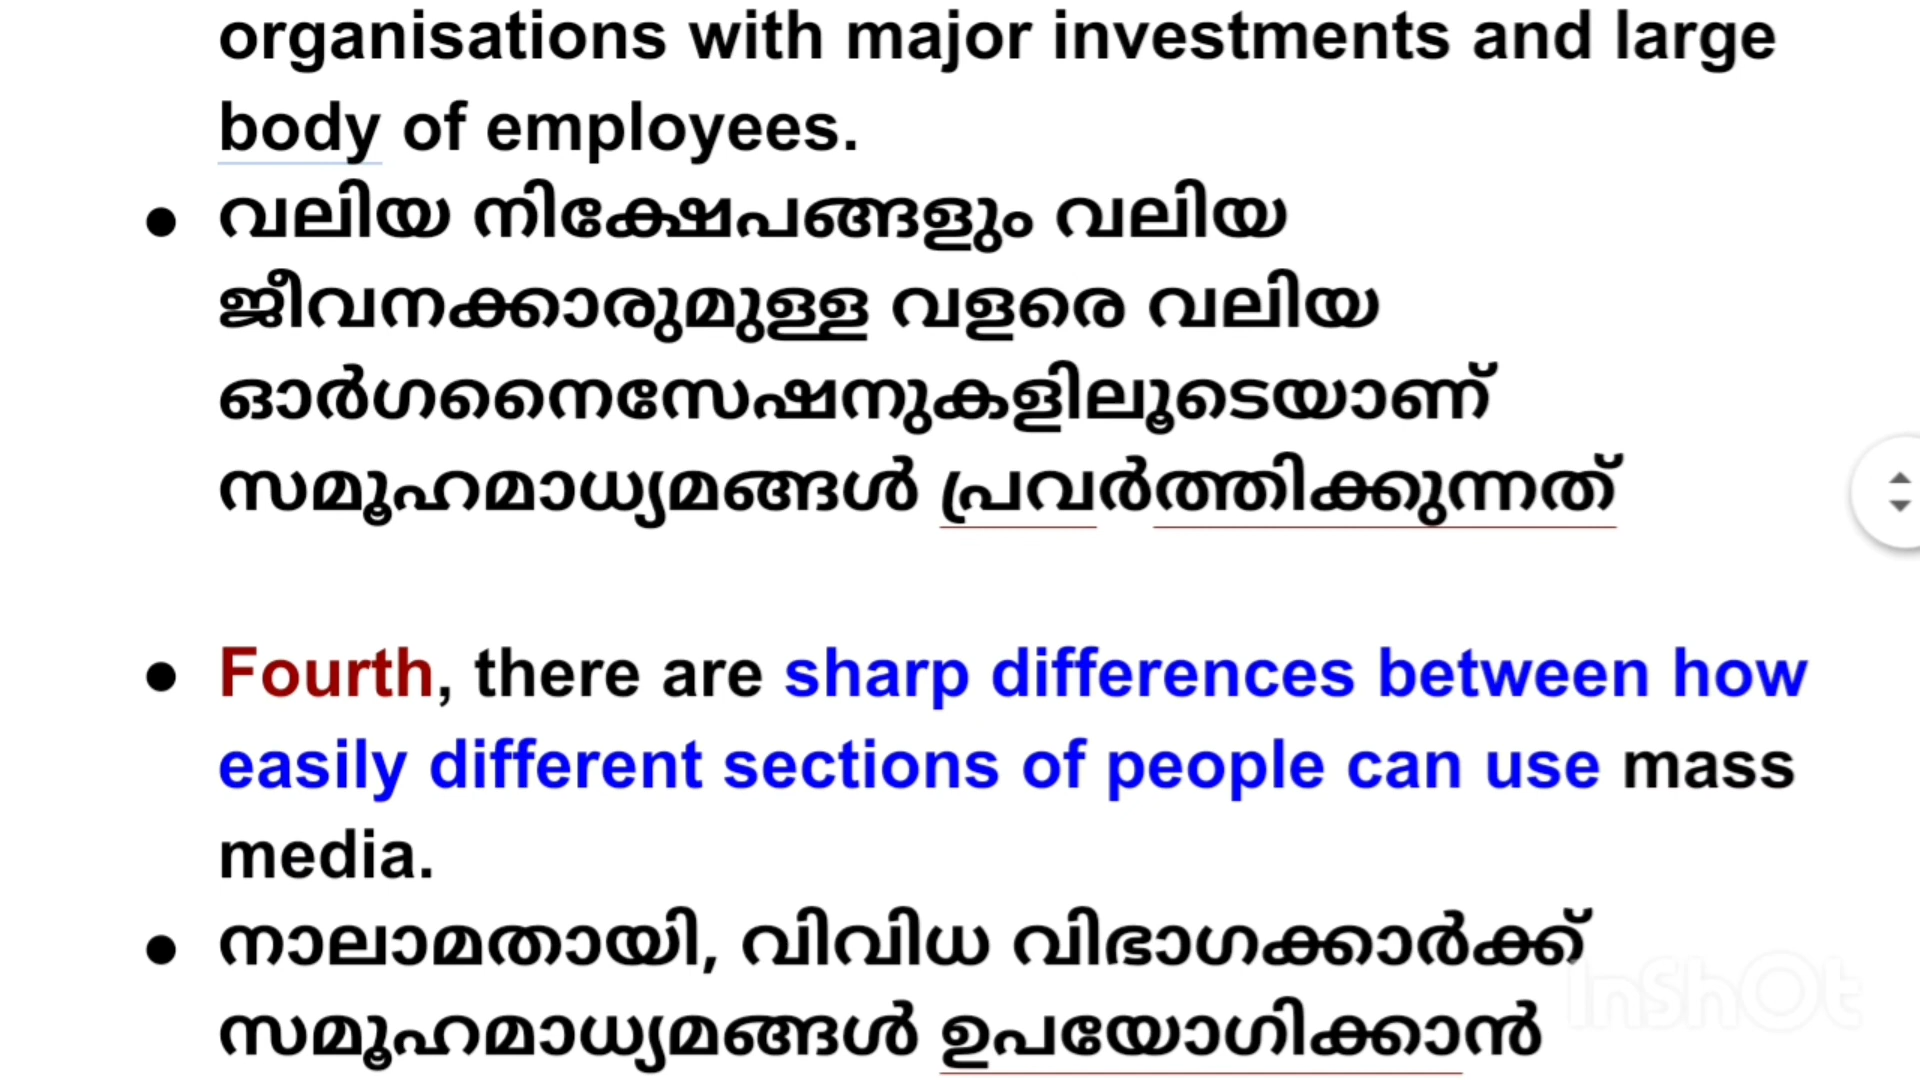 organisations with major investments and large
body of employees.
● വലിയ നിക്ഷേപങ്ങളും വലിയ
ജീവനക്കാരുമുള്ള വളരെ വലിയ
ഓർഗനൈസേഷനുകളിലൂടെയാണ്
സമൂഹമാധ്യമങ്ങൾ പ്രവർത്തിക്കുന്നത്
● Fourth, there are sharp differences between how
easily different sections of people can use mass
media.
● നാലാമതായി, വിവിധ വിഭാഗക്കാർക്ക്
സമൂഹമാധ്യമങ്ങൾ ഉപയോഗിക്കാൻ
InShOt